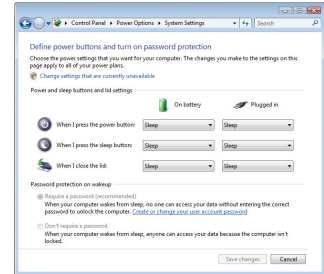 Control Panel ▸ Power Options ▸ System Settings
Search
Define power buttons and turn on password protection
Choose the power settings that you want for your computer. The changes you make to the settings on this
page apply to all of your power plans.
Change settings that are currently unavailable
Power and sleep buttons and lid settings
On battery
Plugged in
When I press the power button:
Sleep
Sleep
When I press the sleep button:
Sleep
Sleep
When I close the lid:
Sleep
Sleep
Password protection on wakeup
Require a password (recommended)
When your computer wakes from sleep, no one can access your data without entering the correct
password to unlock the computer. Create or change your user account password
Don't require a password
When your computer wakes from sleep, anyone can access your data because the computer isn't
locked.
Save changes
Cancel